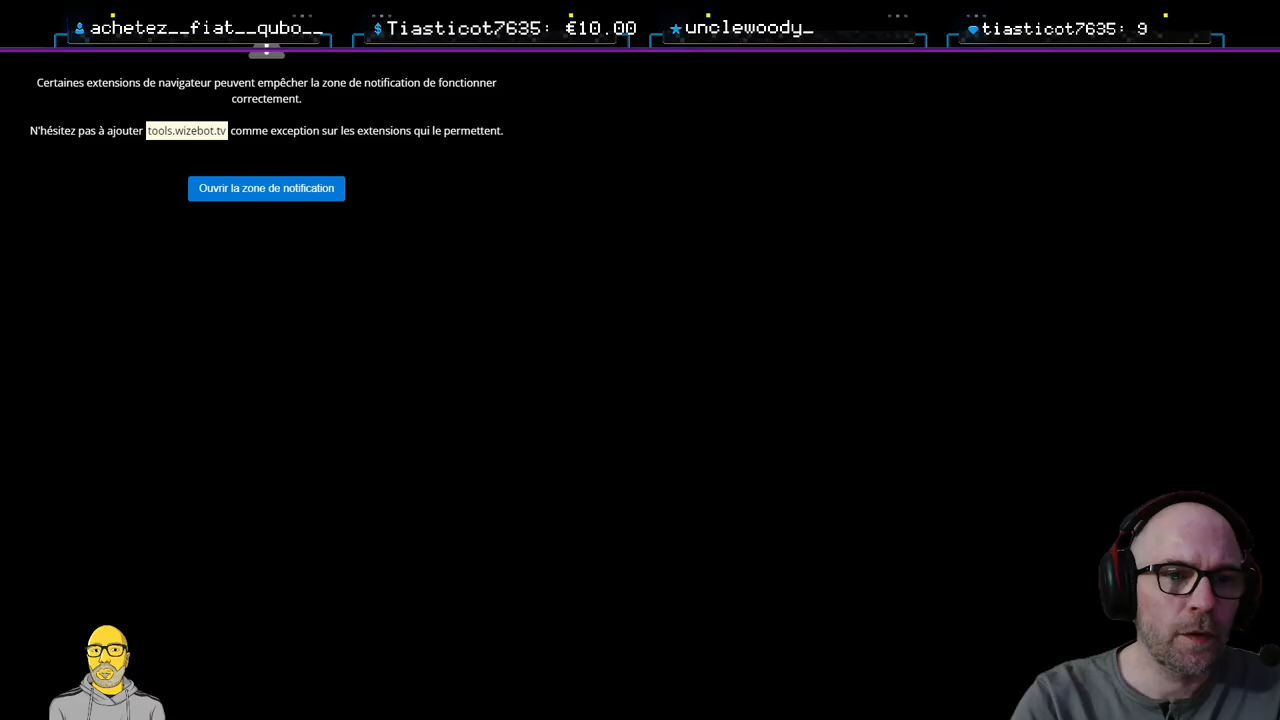 achetez__fiat__qubo__
Tiasticot7635: €10.00
unclewoody_
tiasticot7635: 9
Certaines extensions de navigateur peuvent empêcher la zone de notification de fonctionner
correctement.
N'hésitez pas à ajouter tools.wizebot.tv comme exception sur les extensions qui le permettent.
Ouvrir la zone de notification